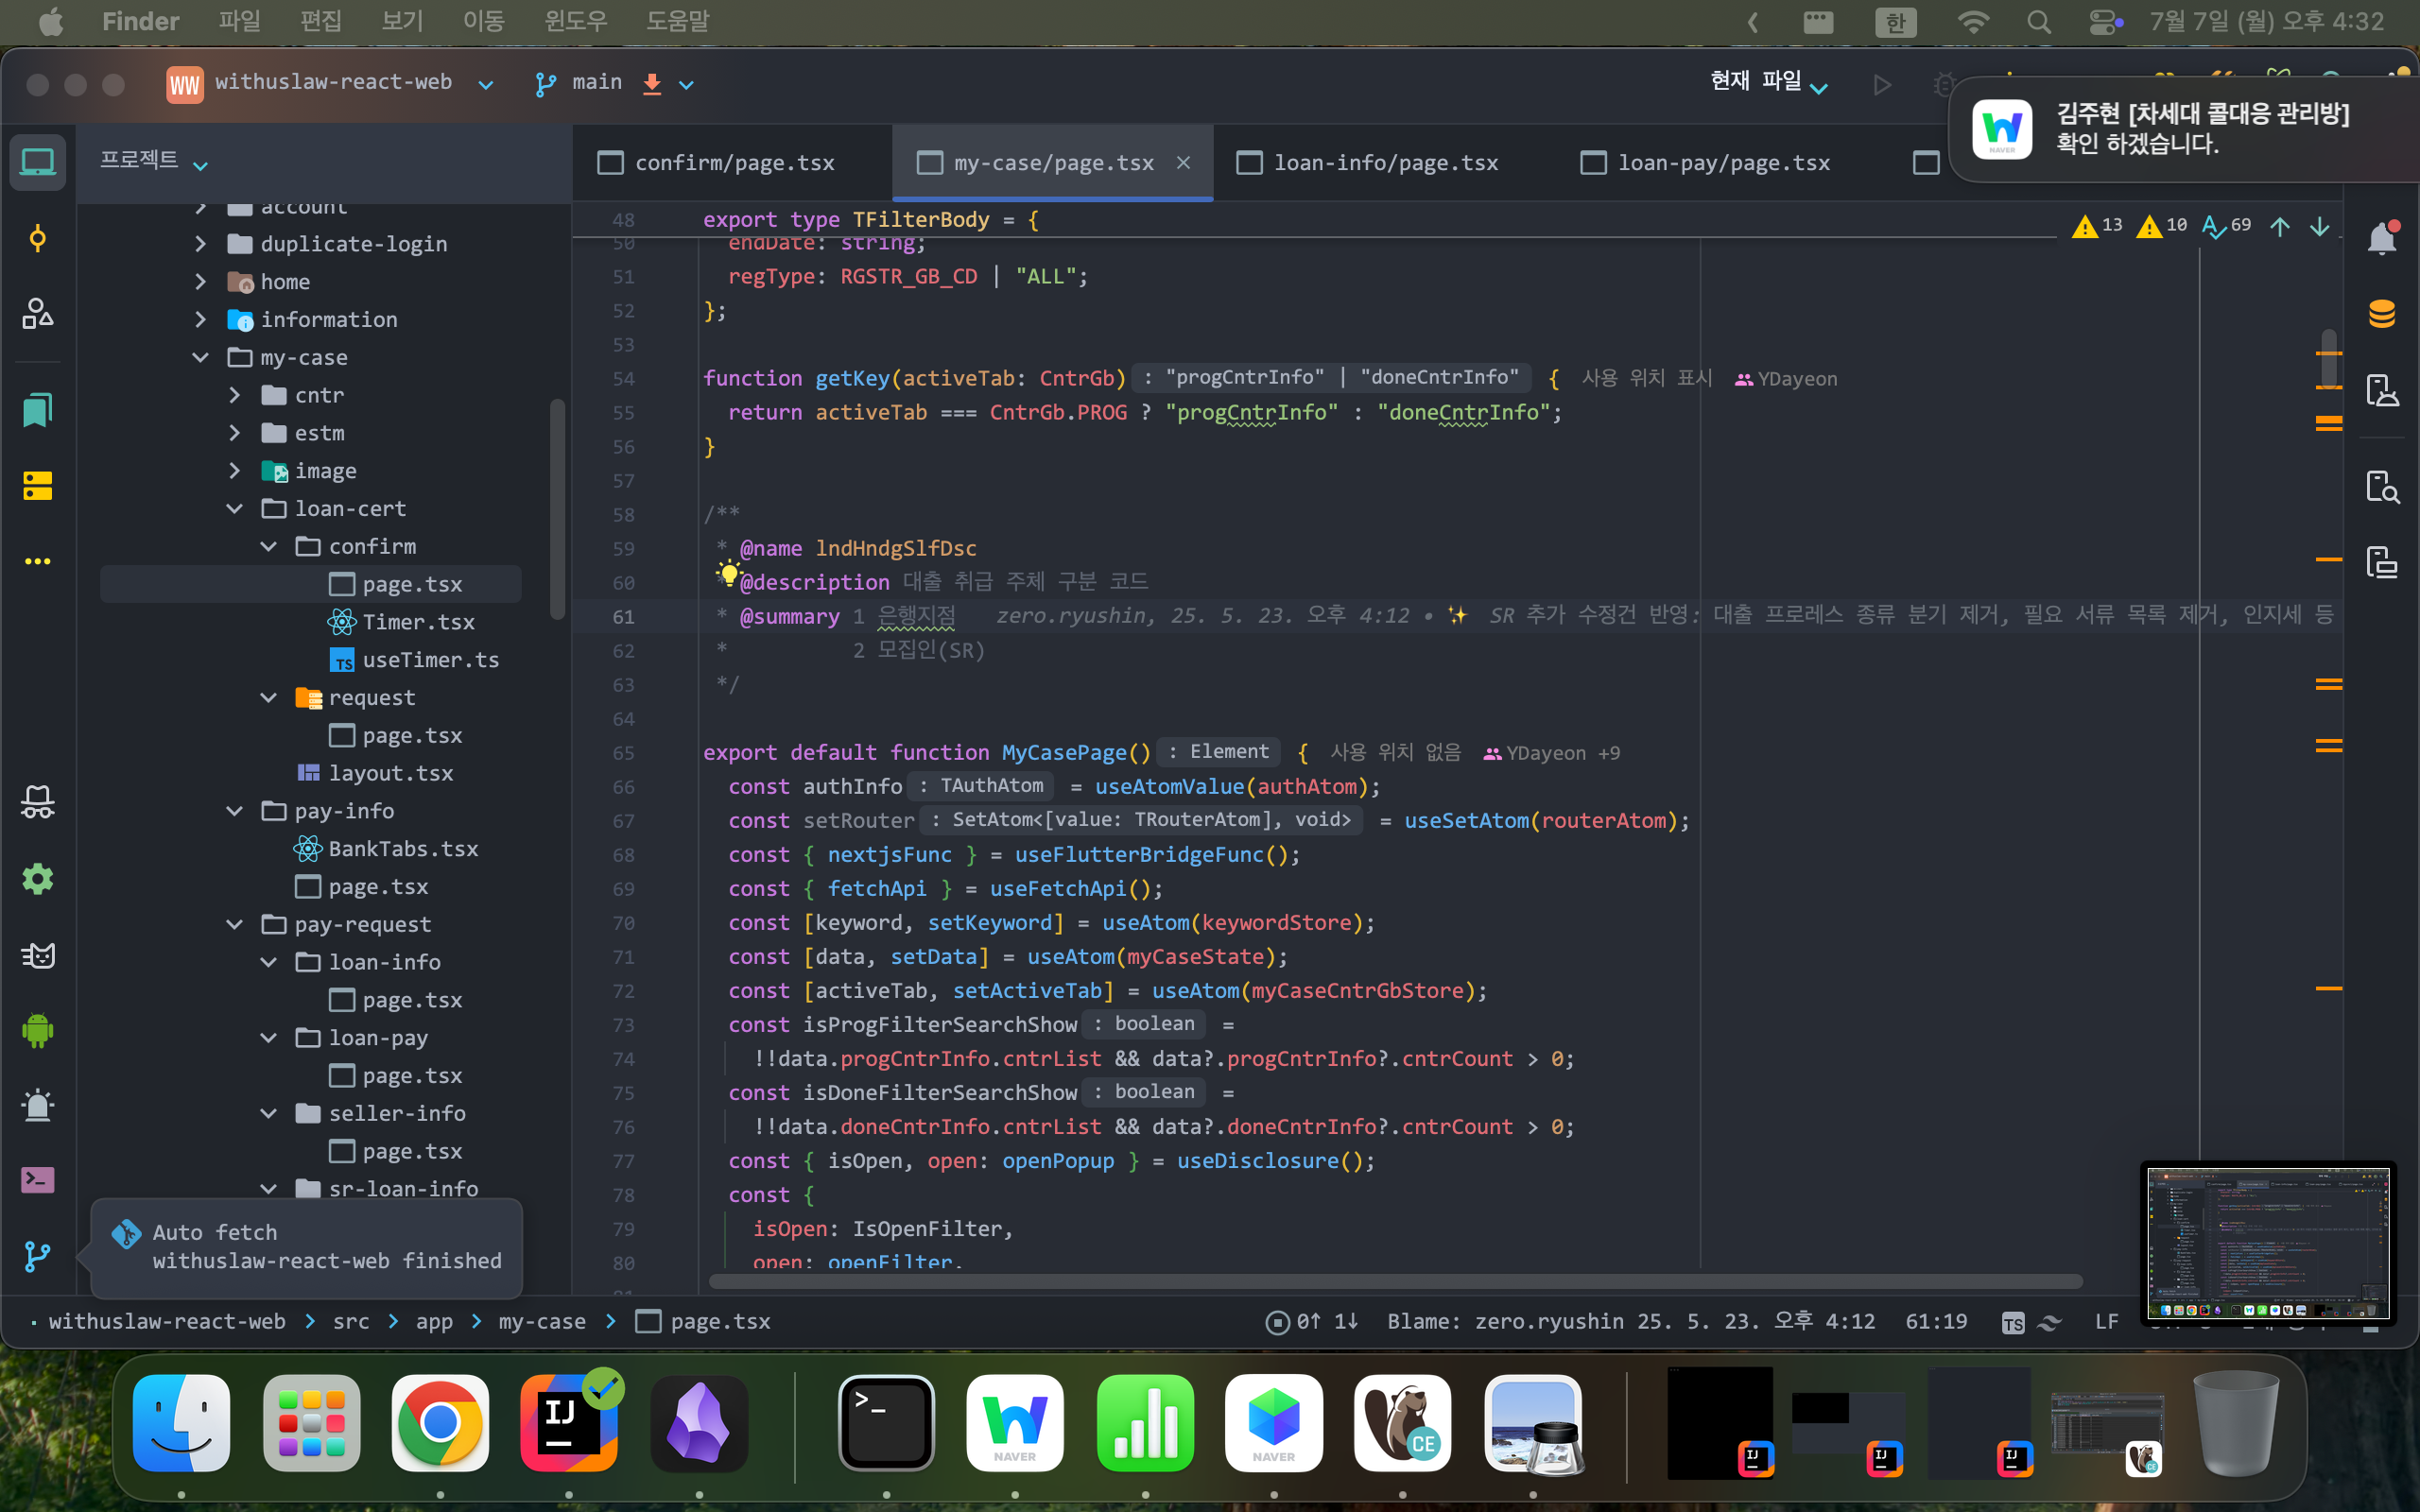 Finder 파일 편집 보기 이동 윈도우 도움말 한 7월 7일 (월) 오후 4:32
WW withuslaw-react-web main 현재 파일
김주현 [차세대 콜대응 관리방]
확인 하겠습니다.
NAVER
프로젝트
confirm/page.tsx my-case/page.tsx loan-info/page.tsx loan-pay/page.tsx
account
duplicate-login
home
information
my-case
cntr
estm
image
loan-cert
confirm
page.tsx
Timer.tsx
TS useTimer.ts
request
page.tsx
layout.tsx
pay-info
BankTabs.tsx
page.tsx
pay-request
loan-info
page.tsx
loan-pay
page.tsx
seller-info
page.tsx
sr-loan-info
Auto fetch
withuslaw-react-web finished
13 10 69
48 export type TFilterBody = {
50 endDate: string;
51 regType: RGSTR_GB_CD | "ALL";
52 };
53
54 function getKey(activeTab: CntrGb) : "progCntrInfo" | "doneCntrInfo" { 사용 위치 표시 YDayeon
55 return activeTab === CntrGb.PROG ? "progCntrInfo" : "doneCntrInfo";
56 }
57
58 /**
59 * @name lndHndgSlfDsc
60 * @description 대출 취급 주체 구분 코드
61 * @summary 1 은행지점 zero.ryushin, 25. 5. 23. 오후 4:12 • ✨ SR 추가 수정건 반영: 대출 프로레스 종류 분기 제거, 필요 서류 목록 제거, 인지세 등
62 * 2 모집인(SR)
63 */
64
65 export default function MyCasePage() : Element { 사용 위치 없음 YDayeon +9
66 const authInfo : TAuthAtom = useAtomValue(authAtom);
67 const setRouter : SetAtom<[value: TRouterAtom], void> = useSetAtom(routerAtom);
68 const { nextjsFunc } = useFlutterBridgeFunc();
69 const { fetchApi } = useFetchApi();
70 const [keyword, setKeyword] = useAtom(keywordStore);
71 const [data, setData] = useAtom(myCaseState);
72 const [activeTab, setActiveTab] = useAtom(myCaseCntrGbStore);
73 const isProgFilterSearchShow : boolean =
74 !!data.progCntrInfo.cntrList && data?.progCntrInfo?.cntrCount > 0;
75 const isDoneFilterSearchShow : boolean =
76 !!data.doneCntrInfo.cntrList && data?.doneCntrInfo?.cntrCount > 0;
77 const { isOpen, open: openPopup } = useDisclosure();
78 const {
79 isOpen: IsOpenFilter,
80 open: openFilter,
withuslaw-react-web src app my-case page.tsx 0↑ 1↓ Blame: zero.ryushin 25. 5. 23. 오후 4:12 61:19 TS LF
IJ >_ NAVER NAVER CE IJ IJ IJ